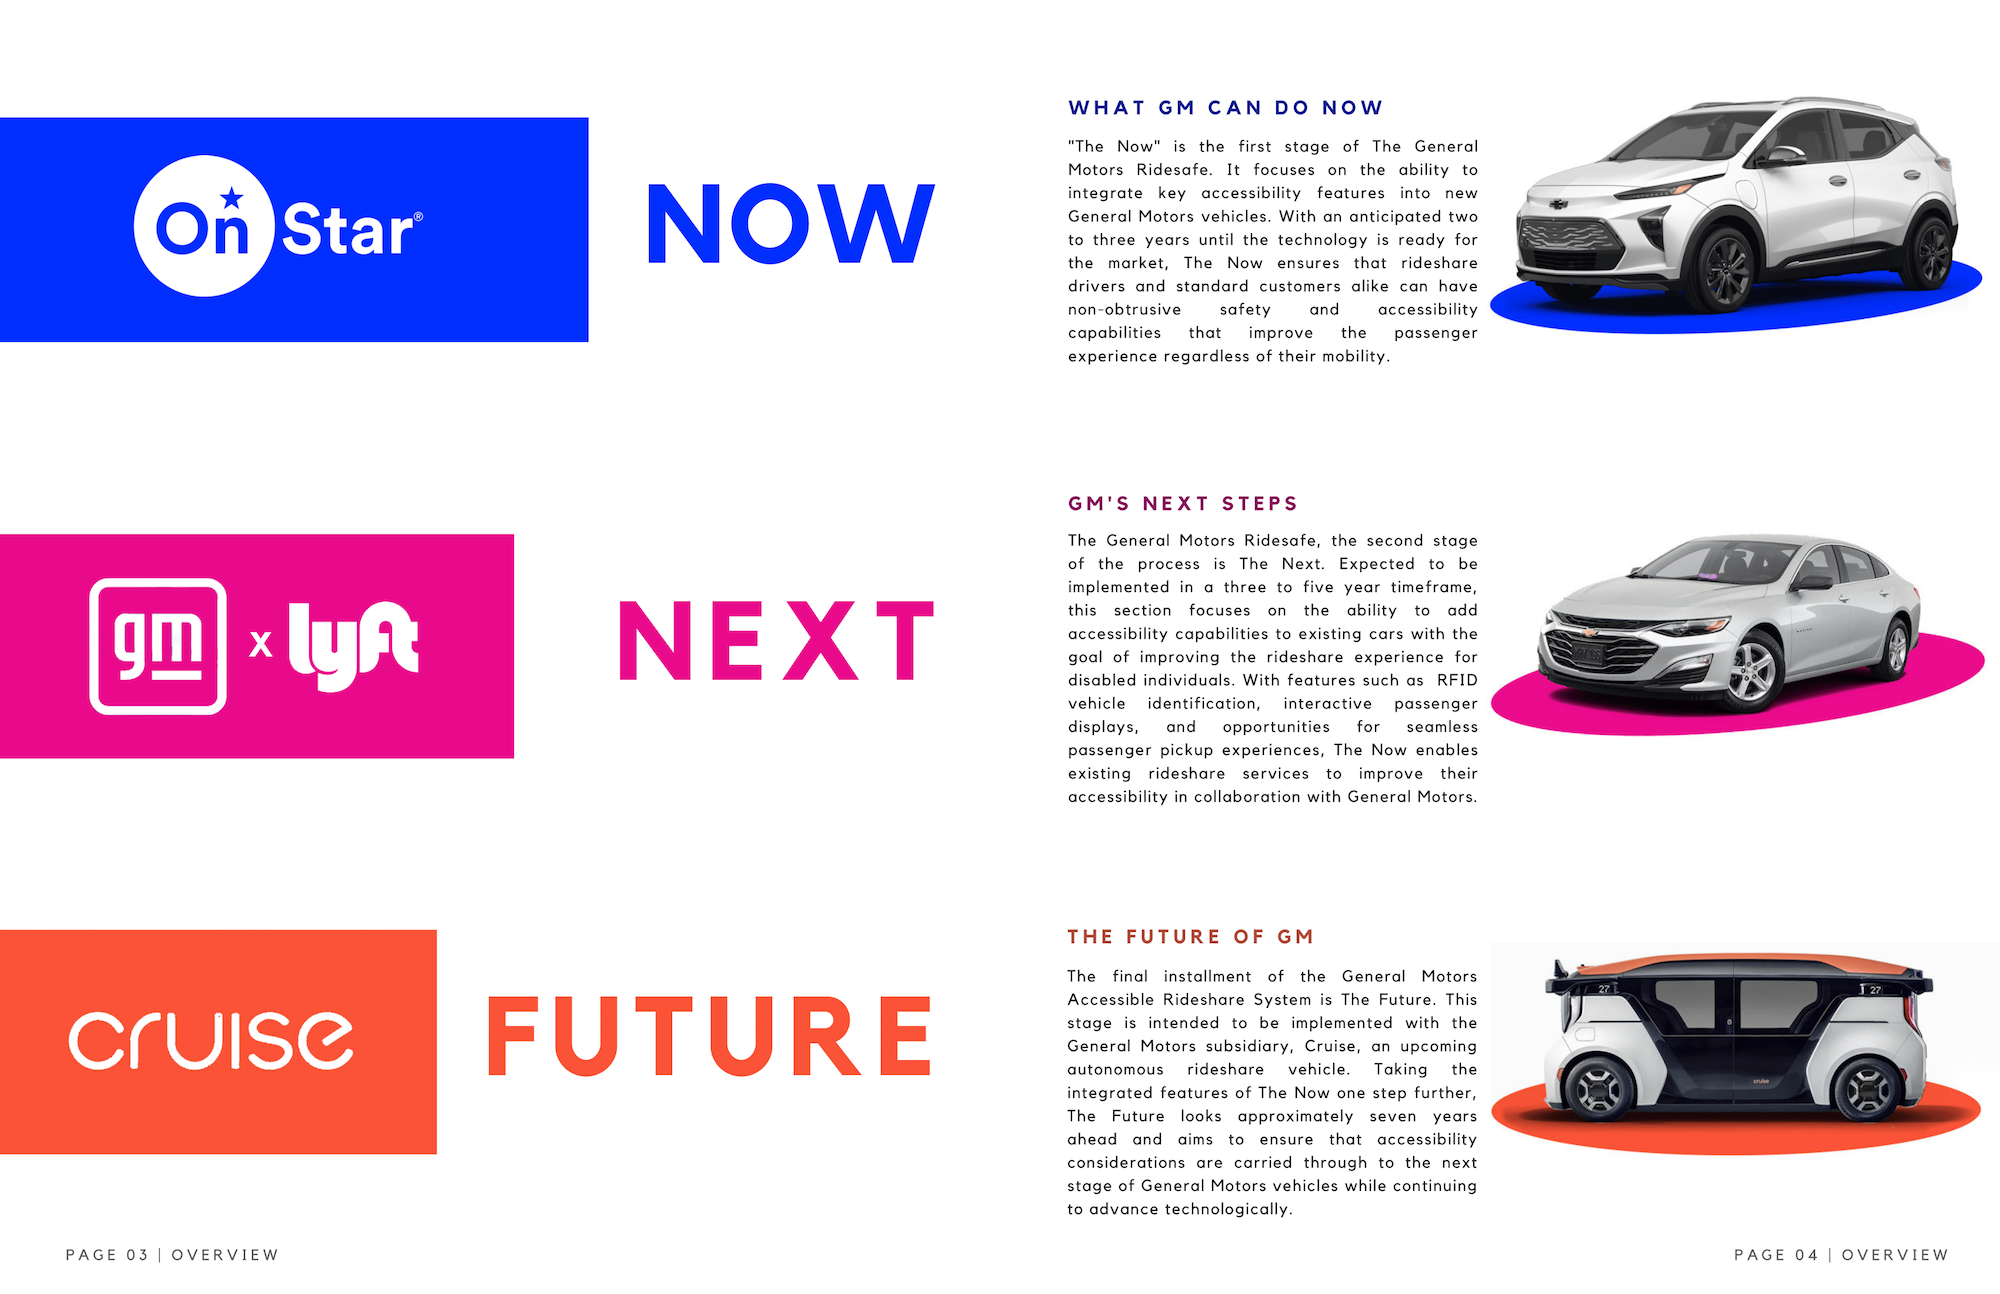 On Star®
NOW
gm x lyft
NEXT
cruise
FUTURE
PAGE 03 | OVERVIEW
WHAT GM CAN DO NOW
"The Now" is the first stage of The General
Motors Ridesafe. It focuses on the ability to
integrate key accessibility features into new
General Motors vehicles. With an anticipated two
to three years until the technology is ready for
the market, The Now ensures that rideshare
drivers and standard customers alike can have
non-obtrusive safety and accessibility
capabilities that improve the passenger
experience regardless of their mobility.
GM'S NEXT STEPS
The General Motors Ridesafe, the second stage
of the process is The Next. Expected to be
implemented in a three to five year timeframe,
this section focuses on the ability to add
accessibility capabilities to existing cars with the
goal of improving the rideshare experience for
disabled individuals. With features such as RFID
vehicle identification, interactive passenger
displays, and opportunities for seamless
passenger pickup experiences, The Now enables
existing rideshare services to improve their
accessibility in collaboration with General Motors.
THE FUTURE OF GM
The final installment of the General Motors
Accessible Rideshare System is The Future. This
stage is intended to be implemented with the
General Motors subsidiary, Cruise, an upcoming
autonomous rideshare vehicle. Taking the
integrated features of The Now one step further,
The Future looks approximately seven years
ahead and aims to ensure that accessibility
considerations are carried through to the next
stage of General Motors vehicles while continuing
to advance technologically.
27
27
cruise
PAGE 04 | OVERVIEW